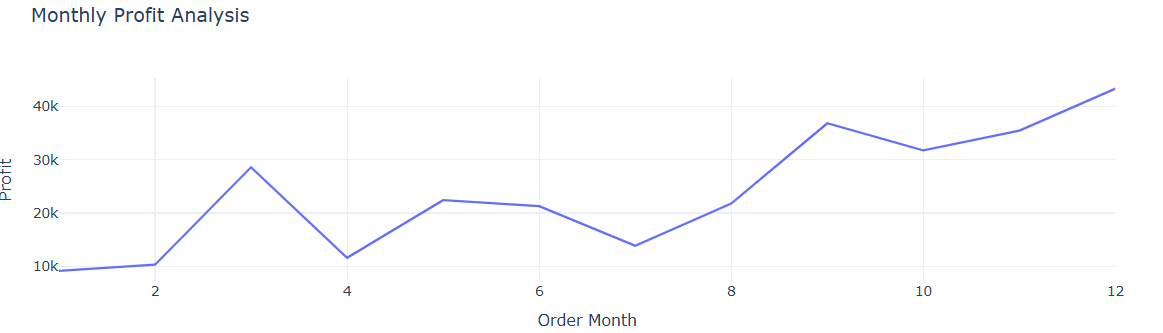 Monthly Profit Analysis
40k
30k
20k
10k
Profit
2 4 6 8 10 12
Order Month